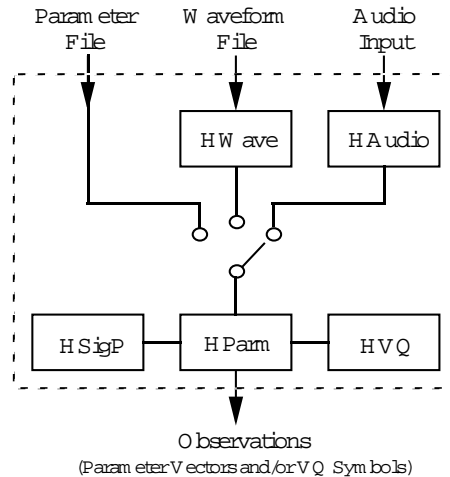 Parameter Waveform Audio
File File Input
HWave HAudio
HSigP HParm HVQ
Observations
(Parameter Vectors and/or VQ Symbols)